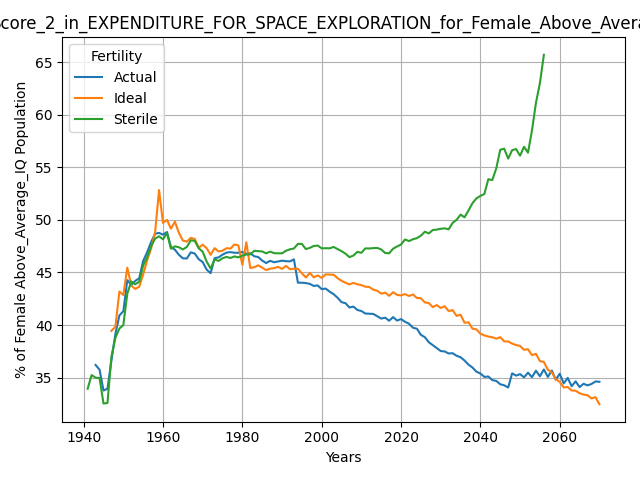 core_2_in_EXPENDITURE_FOR_SPACE_EXPLORATION_for_Female_Above_Avera
Fertility
Actual
Ideal
Sterile
% of Female Above_Average_IQ Population
65
60
55
50
45
40
35
1940
1960
1980
2000
2020
2040
2060
Years